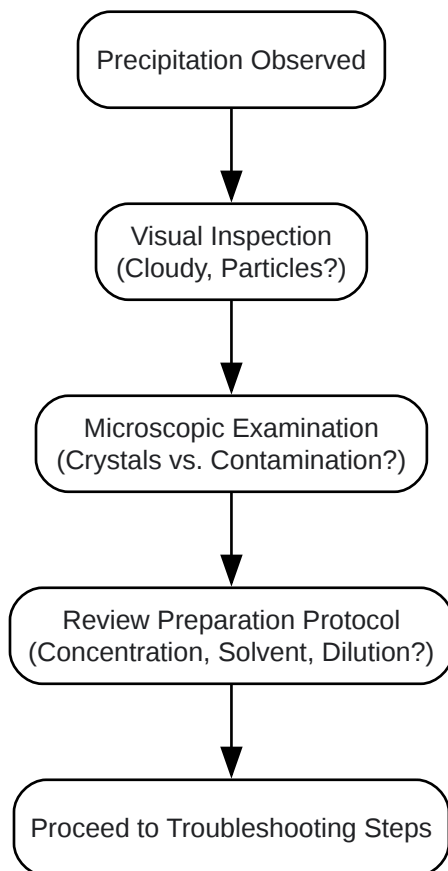 Precipitation Observed
Visual Inspection
(Cloudy, Particles?)
Microscopic Examination
(Crystals vs. Contamination?)
Review Preparation Protocol
(Concentration, Solvent, Dilution?)
Proceed to Troubleshooting Steps